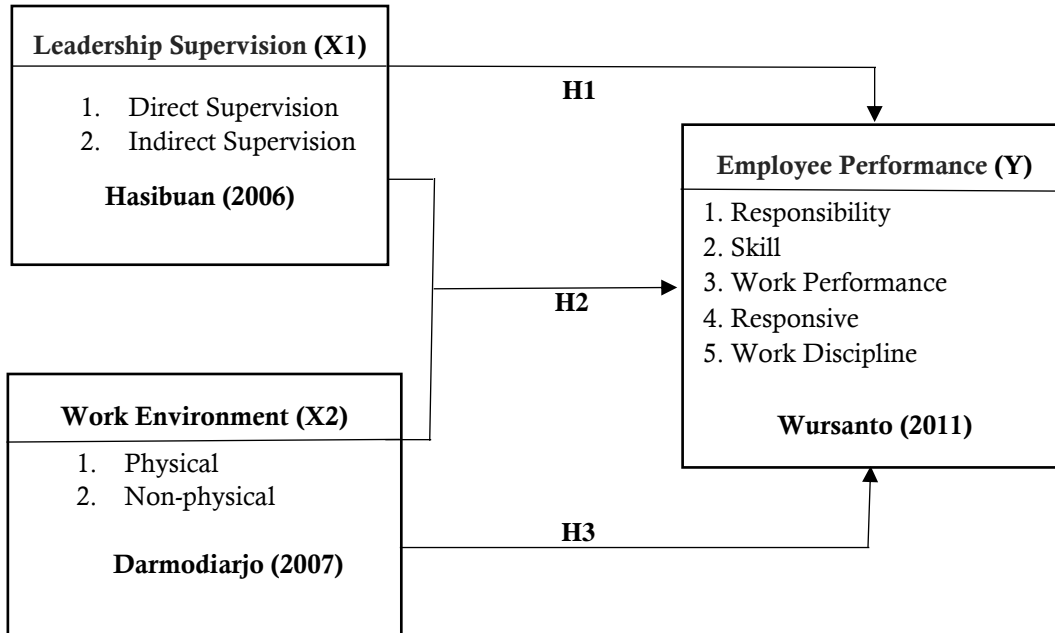 Leadership Supervision (X1)
1. Direct Supervision
2. Indirect Supervision
Hasibuan (2006)
H1
Employee Performance (Y)
1. Responsibility
2. Skill
3. Work Performance
4. Responsive
5. Work Discipline
Wursanto (2011)
H2
Work Environment (X2)
1. Physical
2. Non-physical
Darmodiarjo (2007)
H3